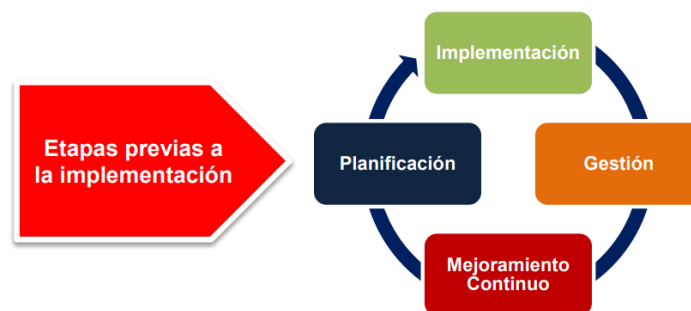 Etapas previas a
la implementación
Implementación
Planificación
Gestión
Mejoramiento
Continuo